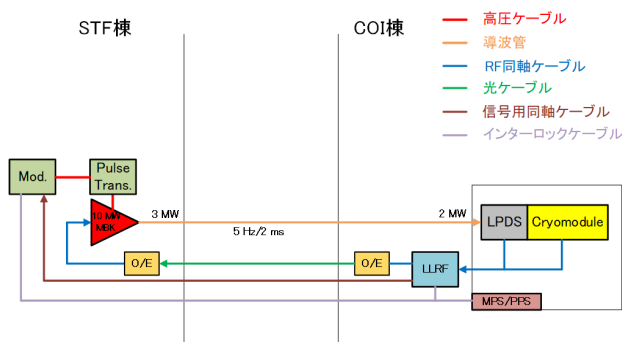 STF棟
COI棟
高圧ケーブル
導波管
RF同軸ケーブル
光ケーブル
信号用同軸ケーブル
インターロックケーブル
Mod.
Pulse
Trans.
10 MW
MBK
3 MW
5 Hz/2 ms
2 MW
LPDS
Cryomodule
O/E
O/E
LLRF
MPS/PPS